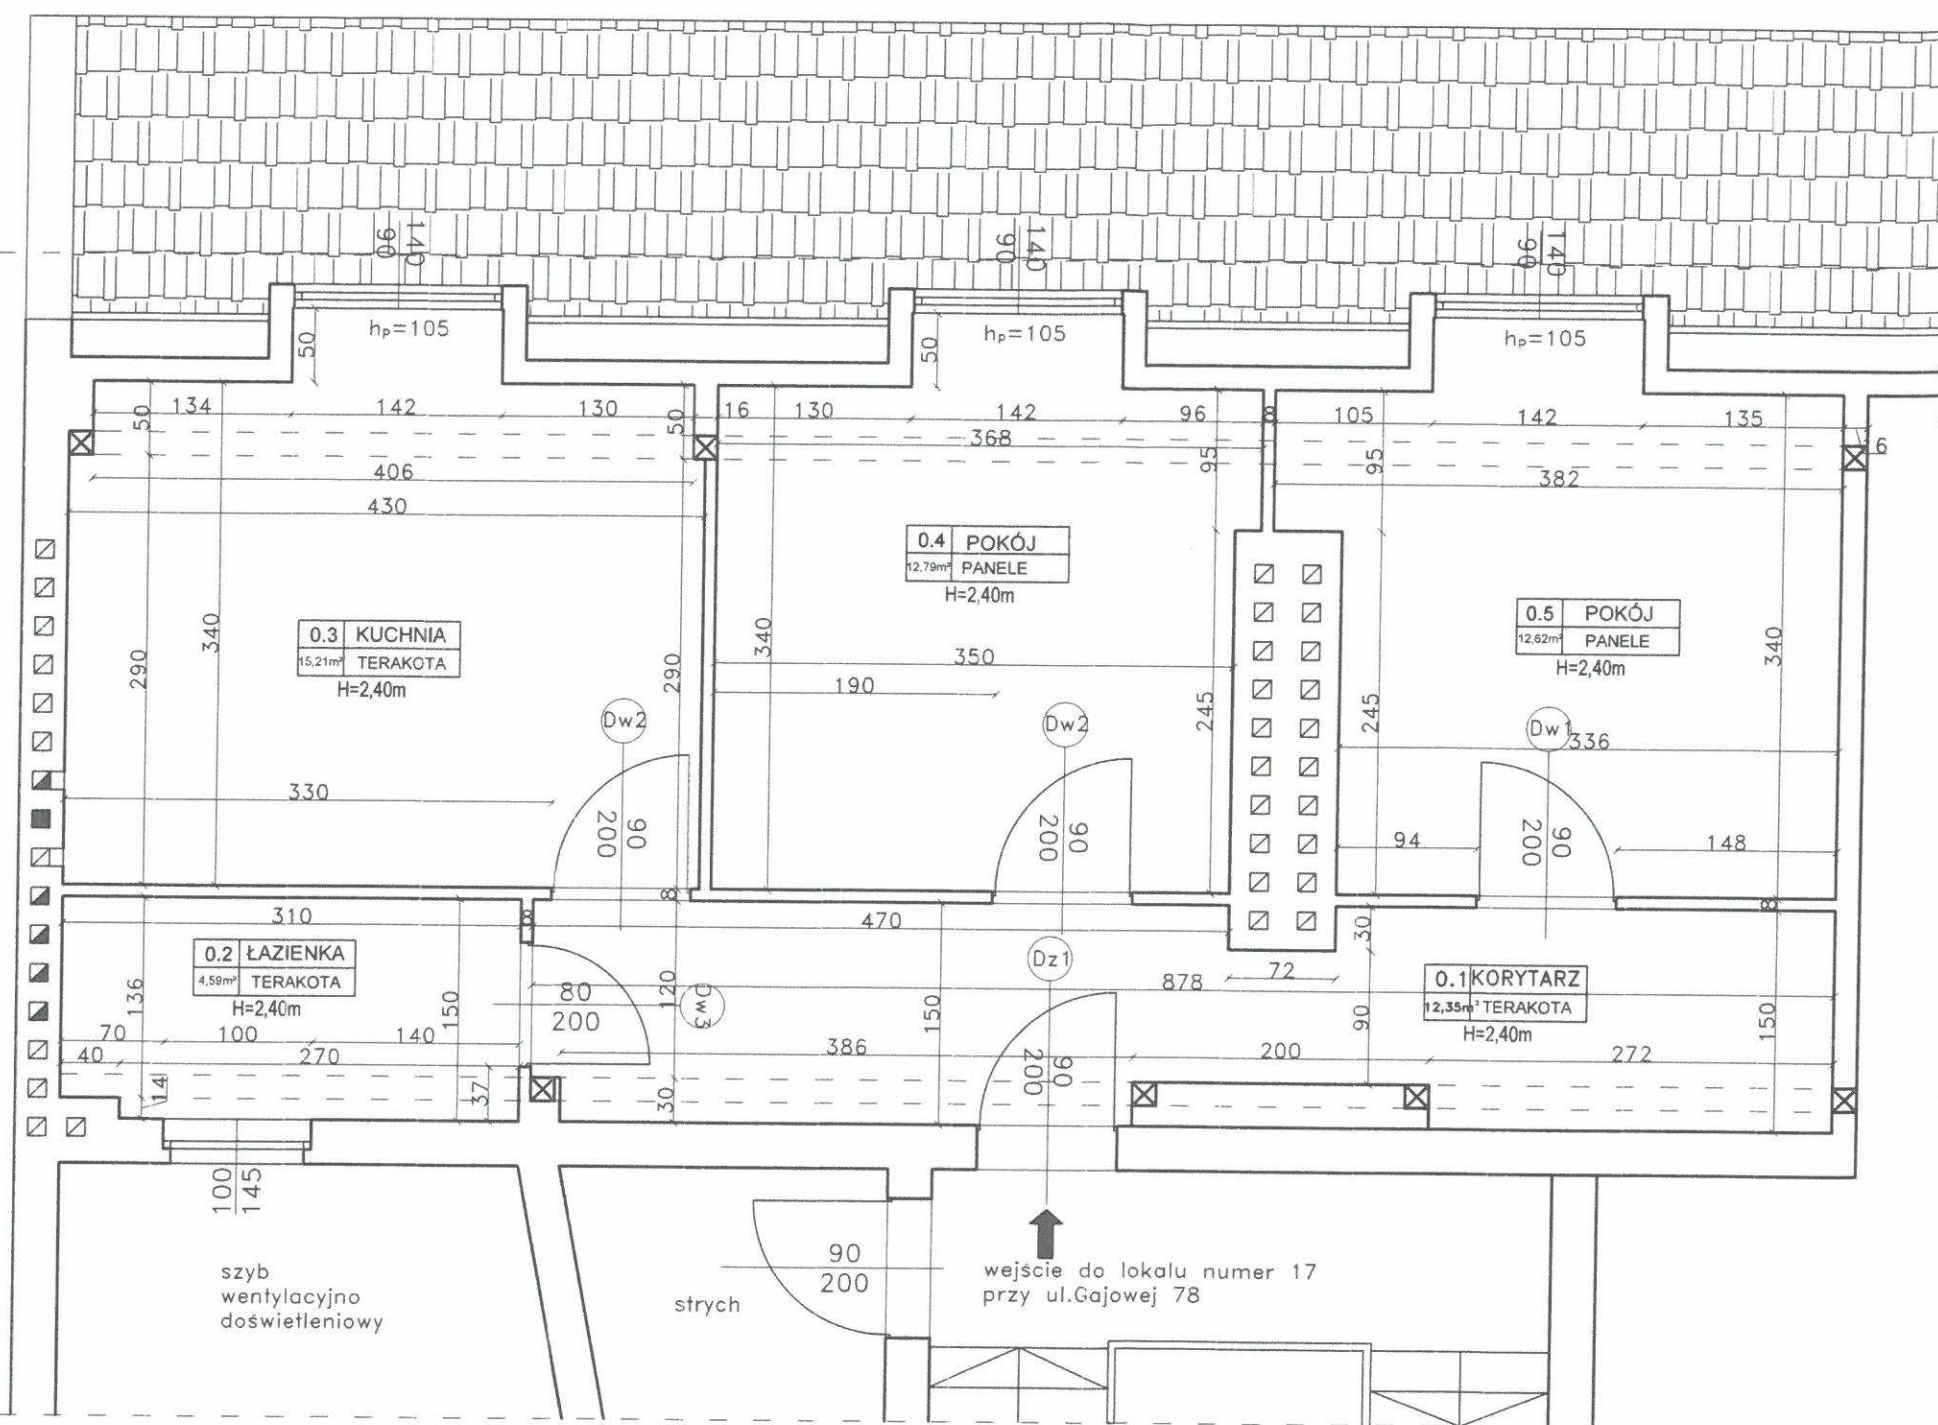 140
90
140
90
140
90
hₚ=105
hₚ=105
hₚ=105
50
50
50
134
142
130
50
16
130
142
96
8
105
142
135
6
368
406
430
95
95
382
0.4 POKÓJ
12,79m² PANELE
H=2,40m
0.3 KUCHNIA
15,21m² TERAKOTA
H=2,40m
0.5 POKÓJ
12,62m² PANELE
H=2,40m
290
340
290
340
350
190
245
245
340
Dw2
Dw2
Dw1
336
330
90
200
90
200
90
200
94
148
8
8
310
8
470
30
0.2 ŁAZIENKA
4,59m² TERAKOTA
H=2,40m
Dz1
72
878
0.1 KORYTARZ
12,35m² TERAKOTA
H=2,40m
136
150
80
200
120
Dw3
150
90
150
70
100
140
40
270
386
200
272
14
37
30
90
200
100
145
90
200
szyb
wentylacyjno
doświetleniowy
strych
wejście do lokalu numer 17
przy ul.Gajowej 78